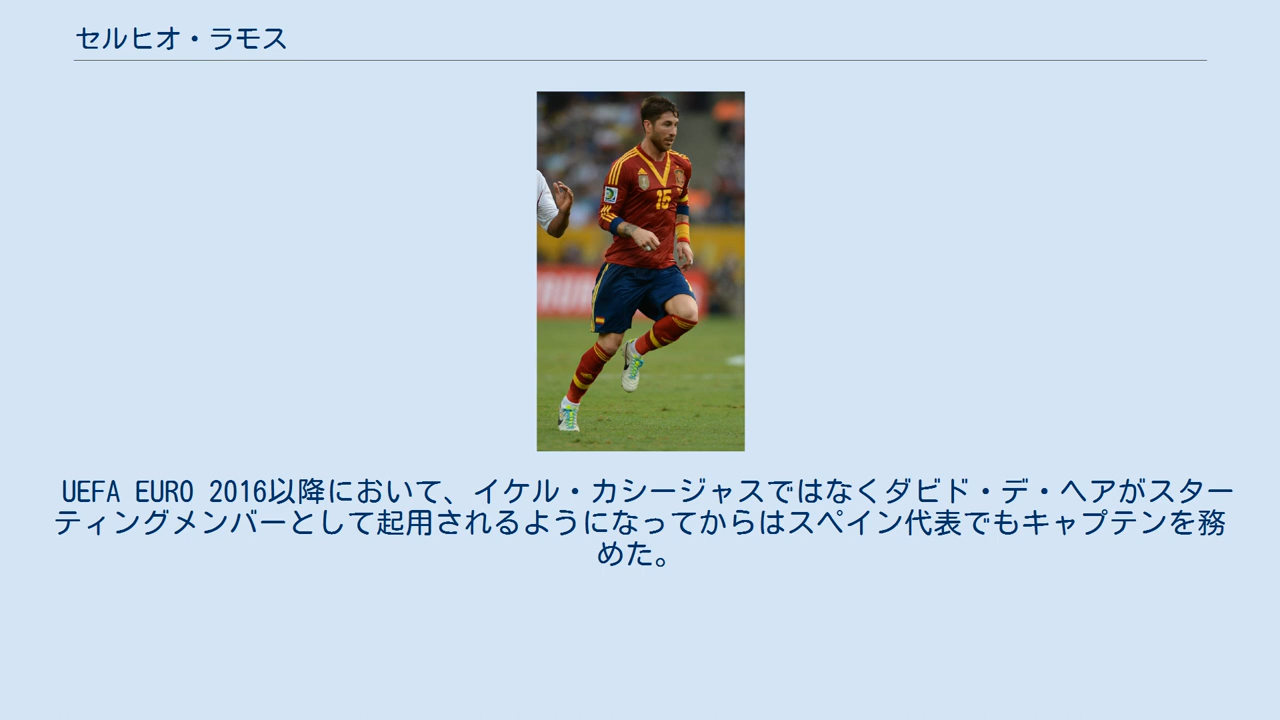 セルヒオ・ラモス
15
UEFA EURO 2016以降において、イケル・カシージャスではなくダビド・デ・ヘアがスター
ティングメンバーとして起用されるようになってからはスペイン代表でもキャプテンを務
めた。